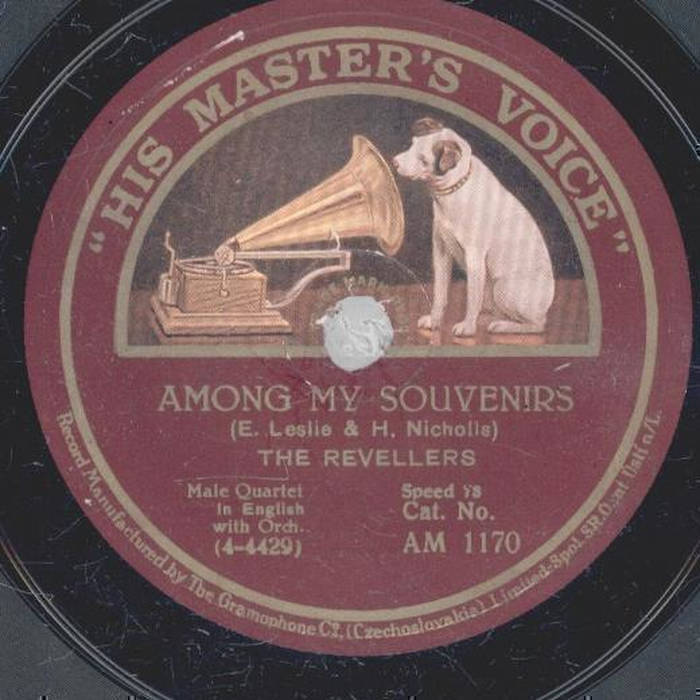 "HIS MASTER'S VOICE"
AMONG MY SOUVENIRS
(E. Leslie & H. Nicholls)
THE REVELLERS
Male Quartet
in English
with Orch.
(4-4429)
Speed 78
Cat. No.
AM 1170
Record Manufactured by The Gramophone Co., (Czechoslovakia) Limited-Spol. S.R.O.